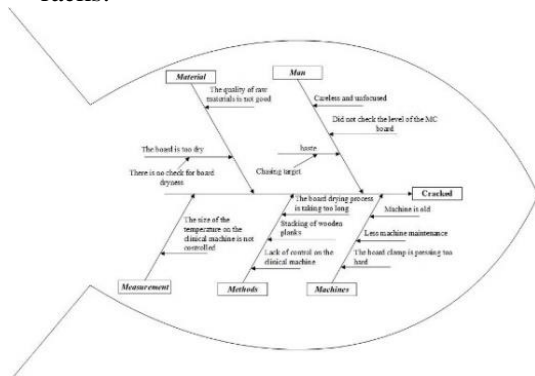 racks.
Material
Man
The quality of raw
materials is not good
Careless and unfocused
Did not check the level of the MC
board
The board is too dry
haste
There is no check for board
dryness
Chasing target
Cracked
The board drying process
is taking too long
Machine is old
The size of the
temperature on the
clinical machine is not
controlled
Stacking of wooden
planks
Less machine maintenance
Lack of control on the
clinical machine
The board clamp is pressing too
hard
Measurement
Methods
Machines